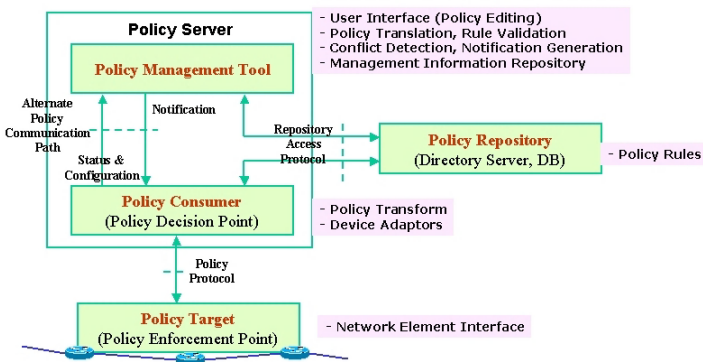 Policy Server
- User Interface (Policy Editing)
- Policy Translation, Rule Validation
- Conflict Detection, Notification Generation
- Management Information Repository
Policy Management Tool
Alternate
Policy
Communication
Path
Notification
Status &
Configuration
Repository
Access
Protocol
Policy Repository
(Directory Server, DB)
- Policy Rules
Policy Consumer
(Policy Decision Point)
- Policy Transform
- Device Adaptors
Policy
Protocol
Policy Target
(Policy Enforcement Point)
- Network Element Interface